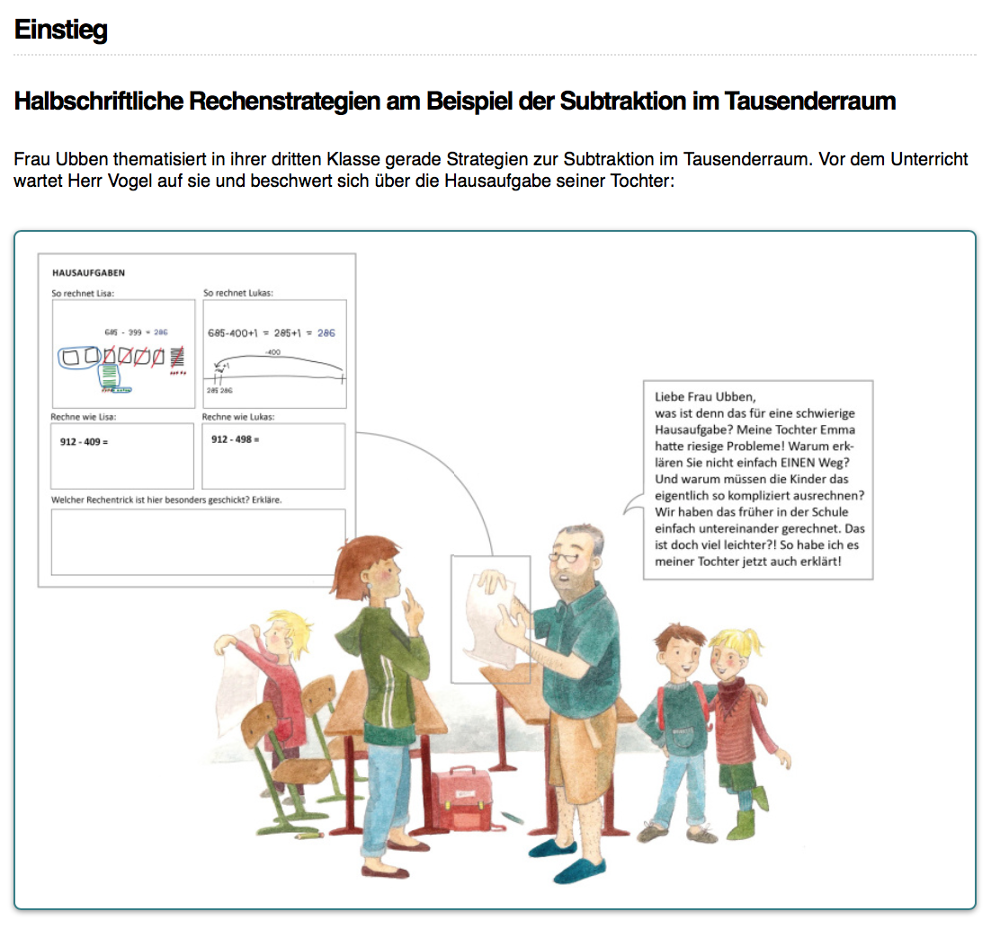 Einstieg
Halbschriftliche Rechenstrategien am Beispiel der Subtraktion im Tausenderraum
Frau Ubben thematisiert in ihrer dritten Klasse gerade Strategien zur Subtraktion im Tausenderraum. Vor dem Unterricht
wartet Herr Vogel auf sie und beschwert sich über die Hausaufgabe seiner Tochter:
HAUSAUFGABEN
So rechnet Lisa:
685 - 399 = 286
So rechnet Lukas:
685-400+1 = 285+1 = 286
-400
+1
285 286
Rechne wie Lisa:
912 - 409 =
Rechne wie Lukas:
912 - 498 =
Welcher Rechentrick ist hier besonders geschickt? Erkläre.
Liebe Frau Ubben,
was ist denn das für eine schwierige
Hausaufgabe? Meine Tochter Emma
hatte riesige Probleme! Warum erk-
lären Sie nicht einfach EINEN Weg?
Und warum müssen die Kinder das
eigentlich so kompliziert ausrechnen?
Wir haben das früher in der Schule
einfach untereinander gerechnet. Das
ist doch viel leichter?! So habe ich es
meiner Tochter jetzt auch erklärt!